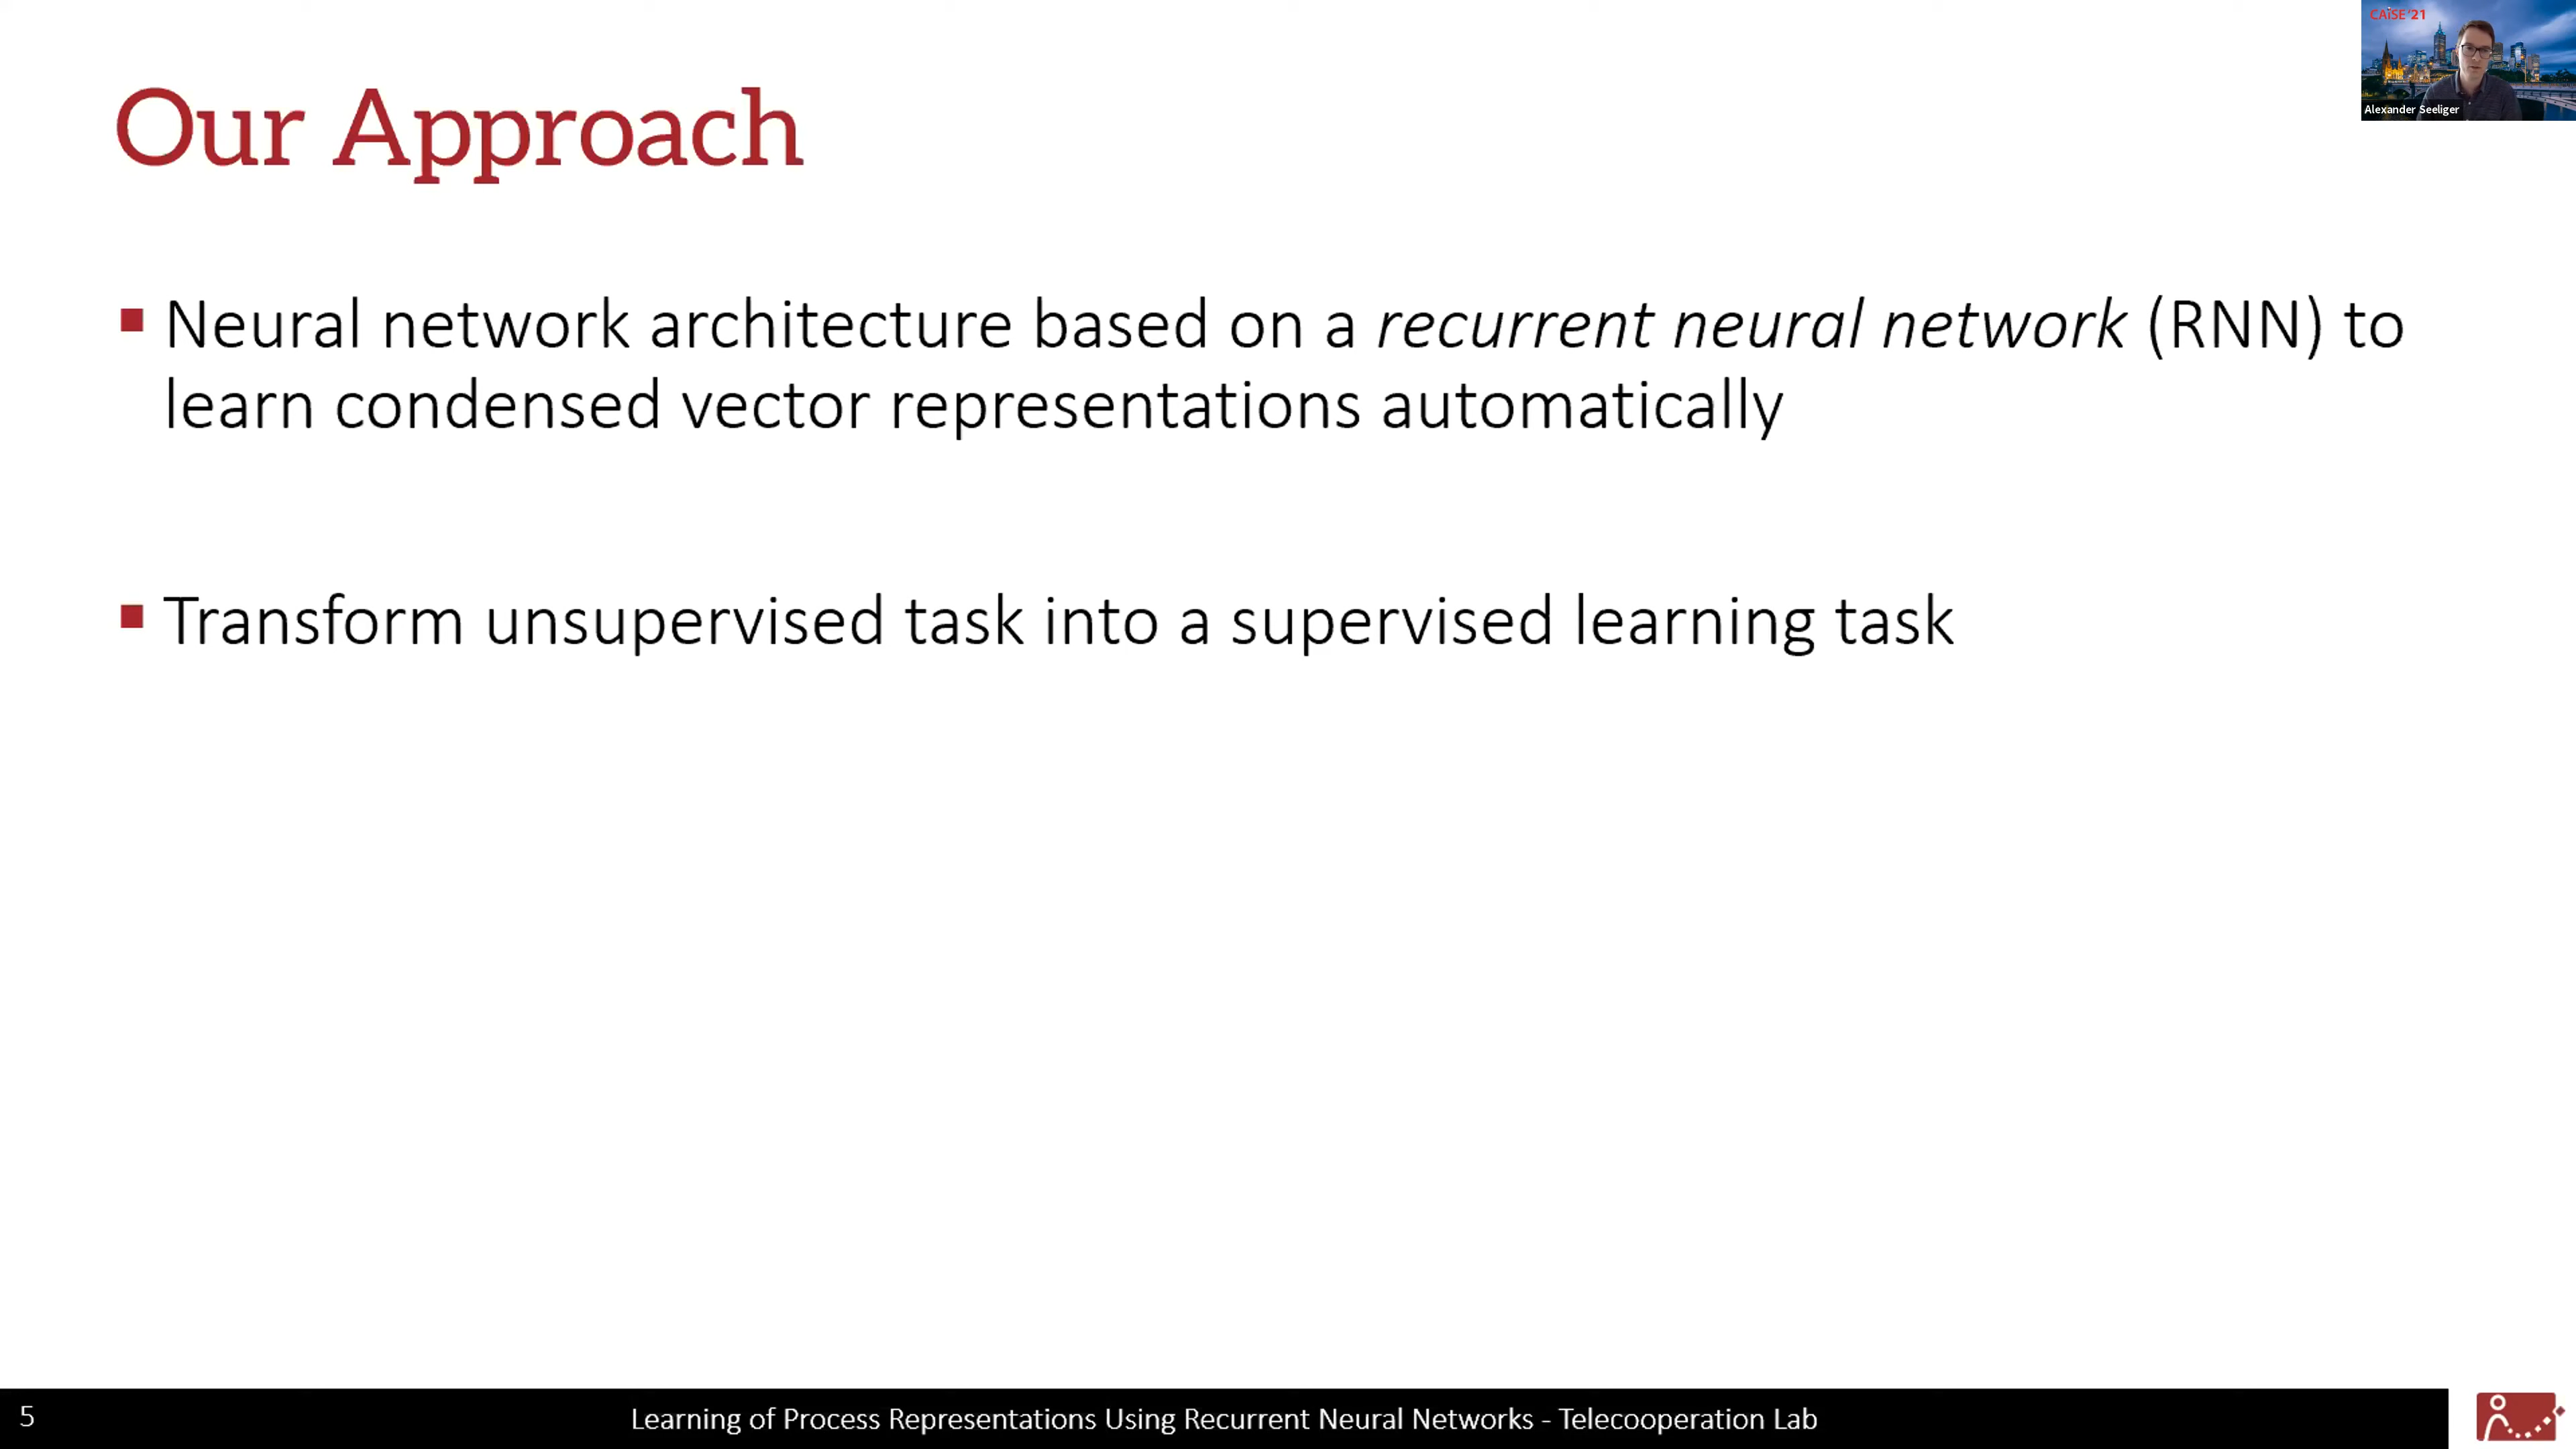 CAiSE'21
Alexander Seeliger
Our Approach
Neural network architecture based on a recurrent neural network (RNN) to
learn condensed vector representations automatically
Transform unsupervised task into a supervised learning task
5
Learning of Process Representations Using Recurrent Neural Networks - Telecooperation Lab